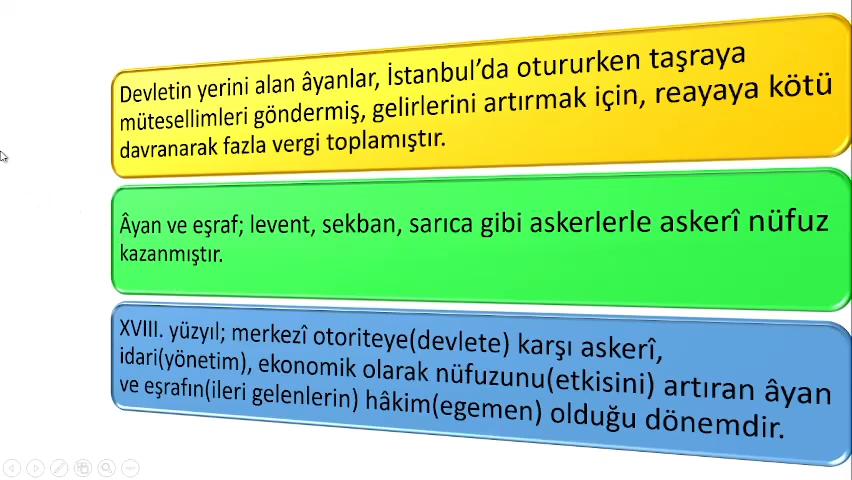 Devletin yerini alan âyanlar, İstanbul’da otururken taşraya
mütesellimleri göndermiş, gelirlerini artırmak için, reayaya kötü
davranarak fazla vergi toplamıştır.
Âyan ve eşraf; levent, sekban, sarıca gibi askerlerle askerî nüfuz
kazanmıştır.
XVIII. yüzyıl; merkezî otoriteye(devlete) karşı askerî,
idari(yönetim), ekonomik olarak nüfuzunu(etkisini) artıran âyan
ve eşrafın(ileri gelenlerin) hâkim(egemen) olduğu dönemdir.